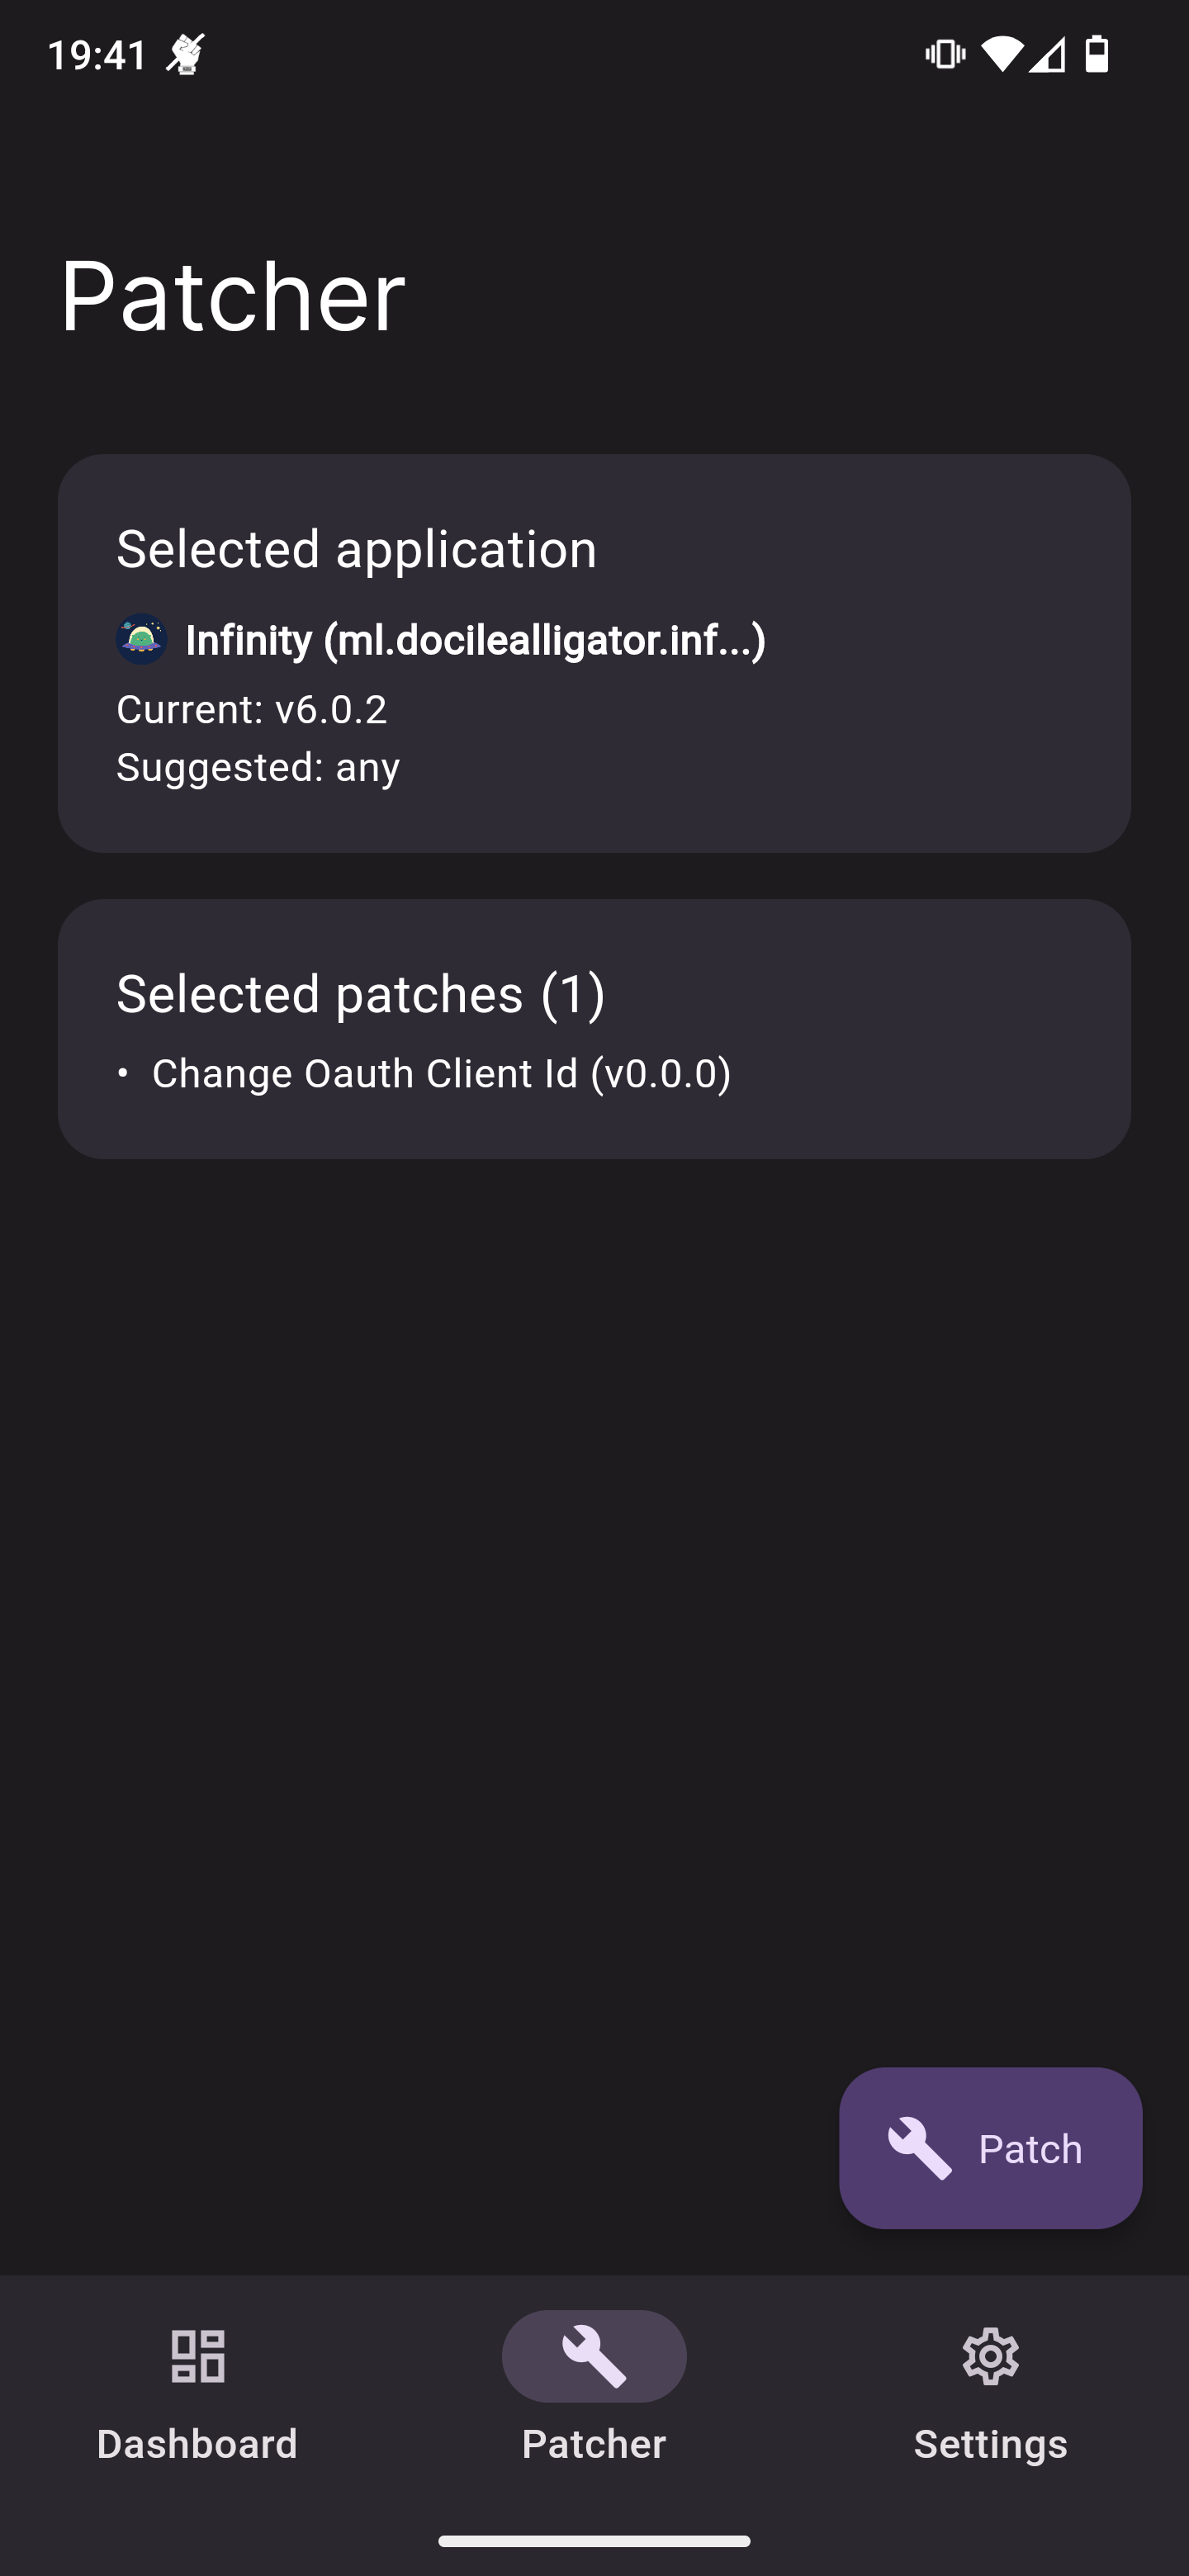 19:41
Patcher
Selected application
Infinity (ml.docilealligator.inf...)
Current: v6.0.2
Suggested: any
Selected patches (1)
• Change Oauth Client Id (v0.0.0)
Patch
Dashboard
Patcher
Settings